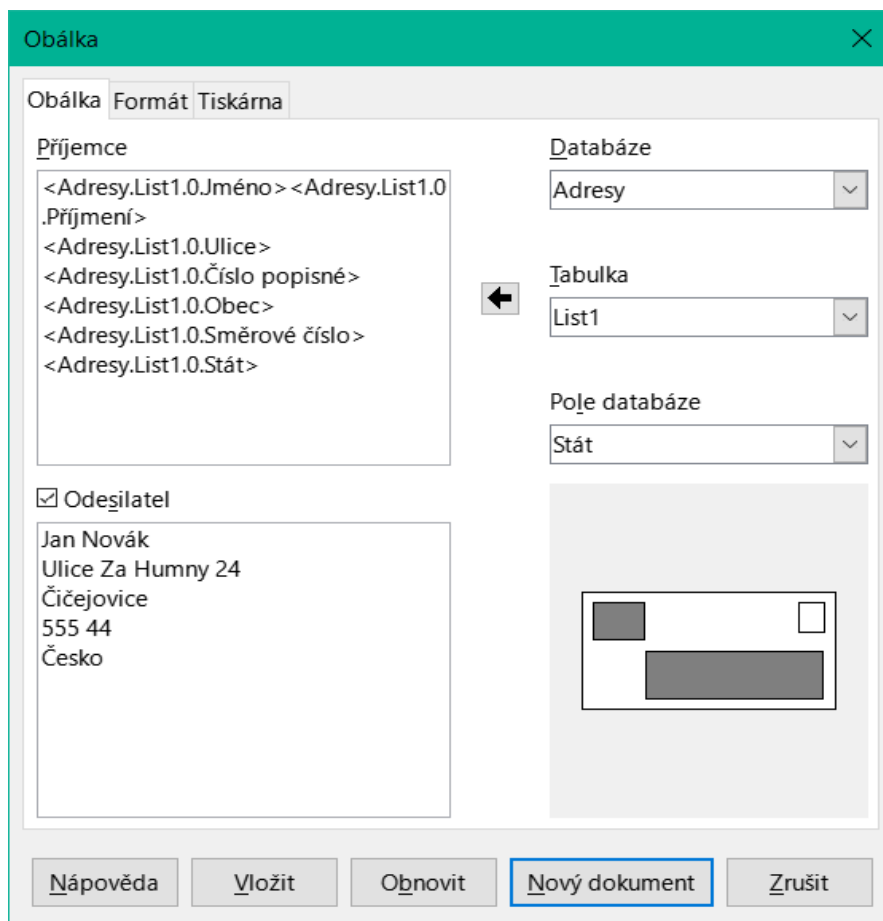 Obálka
Obálka Formát Tiskárna
Příjemce
<Adresy.List1.0.Jméno><Adresy.List1.0
.Příjmení>
<Adresy.List1.0.Ulice>
<Adresy.List1.0.Číslo popisné>
<Adresy.List1.0.Obec>
<Adresy.List1.0.Směrové číslo>
<Adresy.List1.0.Stát>
Databáze
Adresy
Tabulka
List1
Pole databáze
Stát
Odesilatel
Jan Novák
Ulice Za Humny 24
Čičejovice
555 44
Česko
Nápověda Vložit Obnovit Nový dokument Zrušit